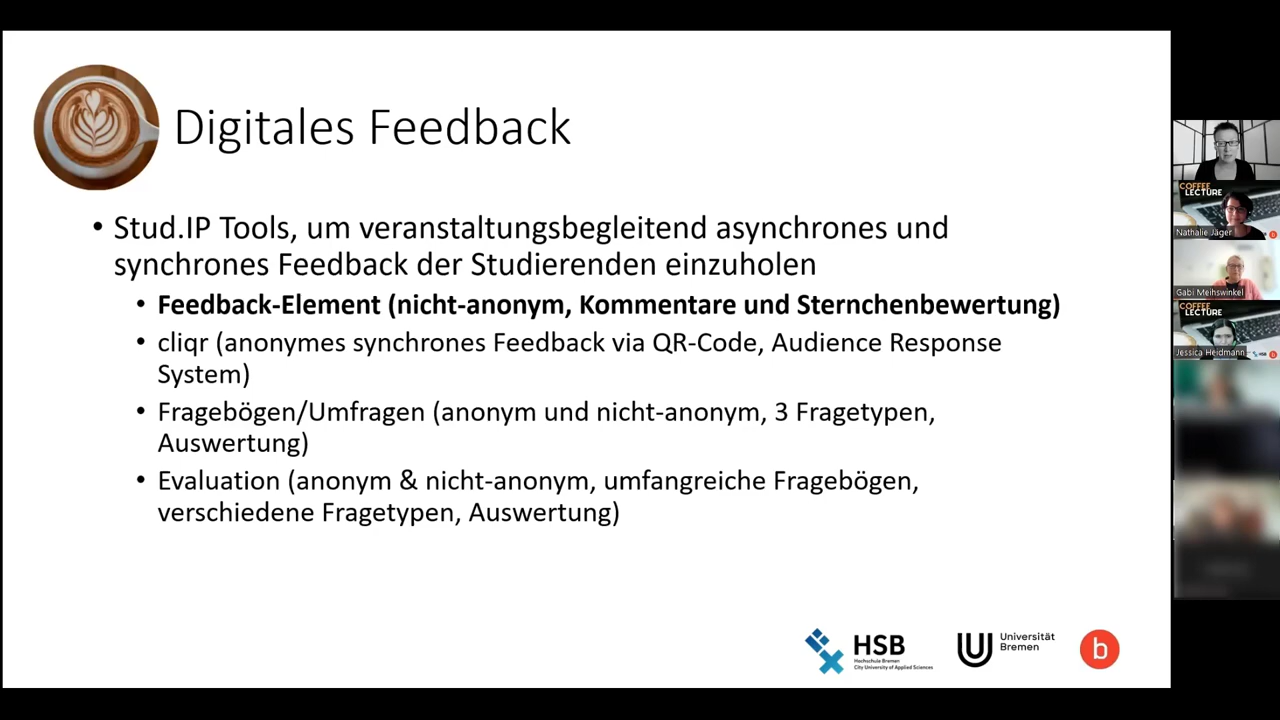 Digitales Feedback
• Stud.IP Tools, um veranstaltungsbegleitend asynchrones und
synchrones Feedback der Studierenden einzuholen
• Feedback-Element (nicht-anonym, Kommentare und Sternchenbewertung)
• cliqr (anonymes synchrones Feedback via QR-Code, Audience Response
System)
• Fragebögen/Umfragen (anonym und nicht-anonym, 3 Fragetypen,
Auswertung)
• Evaluation (anonym & nicht-anonym, umfangreiche Fragebögen,
verschiedene Fragetypen, Auswertung)
HSB
Hochschule Bremen
City University of Applied Sciences
Universität
Bremen
b
COFFEE
LECTURE
Nathalie Jäger
Gabi Meihswinkel
COFFEE
LECTURE
Jessica Heidmann
HSB